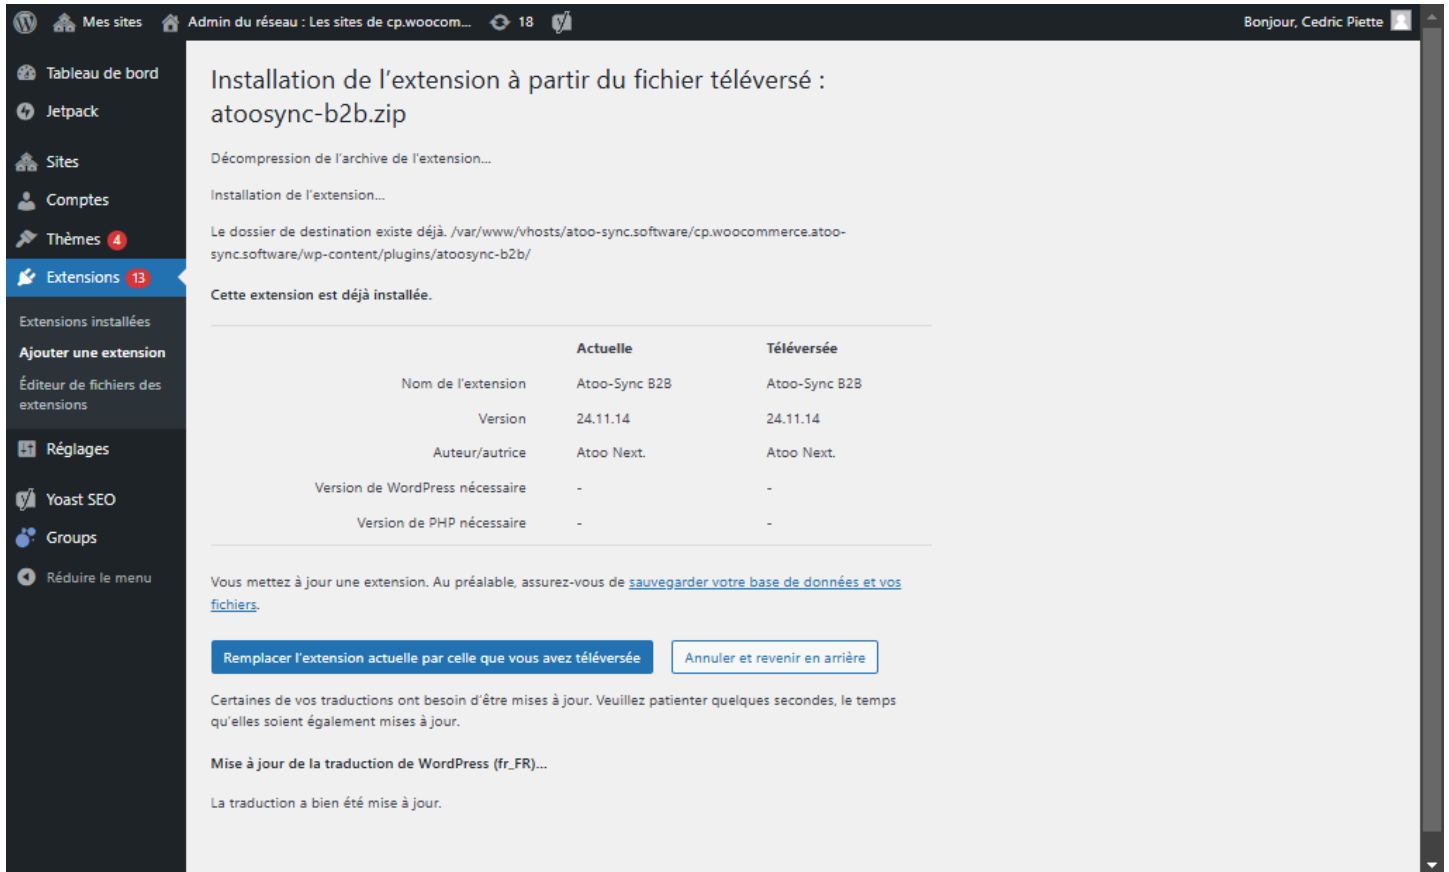 Mes sites
Admin du réseau : Les sites de cp.woocom...
18
Bonjour, Cedric Piette
Tableau de bord
Jetpack
Sites
Comptes
Thèmes 4
Extensions 13
Extensions installées
Ajouter une extension
Éditeur de fichiers des
extensions
Réglages
Yoast SEO
Groups
Réduire le menu
Installation de l’extension à partir du fichier téléversé :
atoosync-b2b.zip
Décompression de l’archive de l’extension…
Installation de l’extension…
Le dossier de destination existe déjà. /var/www/vhosts/atoo-sync.software/cp.woocommerce.atoo-
sync.software/wp-content/plugins/atoosync-b2b/
Cette extension est déjà installée.
Actuelle Téléversée
Nom de l’extension Atoo-Sync B2B Atoo-Sync B2B
Version 24.11.14 24.11.14
Auteur/autrice Atoo Next. Atoo Next.
Version de WordPress nécessaire - -
Version de PHP nécessaire - -
Vous mettez à jour une extension. Au préalable, assurez-vous de sauvegarder votre base de données et vos
fichiers.
Remplacer l’extension actuelle par celle que vous avez téléversée
Annuler et revenir en arrière
Certaines de vos traductions ont besoin d’être mises à jour. Veuillez patienter quelques secondes, le temps
qu’elles soient également mises à jour.
Mise à jour de la traduction de WordPress (fr_FR)…
La traduction a bien été mise à jour.